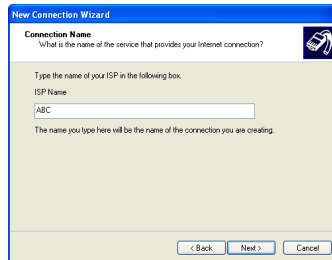 New Connection Wizard
Connection Name
What is the name of the service that provides your Internet connection?
Type the name of your ISP in the following box.
ISP Name
ABC
The name you type here will be the name of the connection you are creating.
< Back
Next >
Cancel